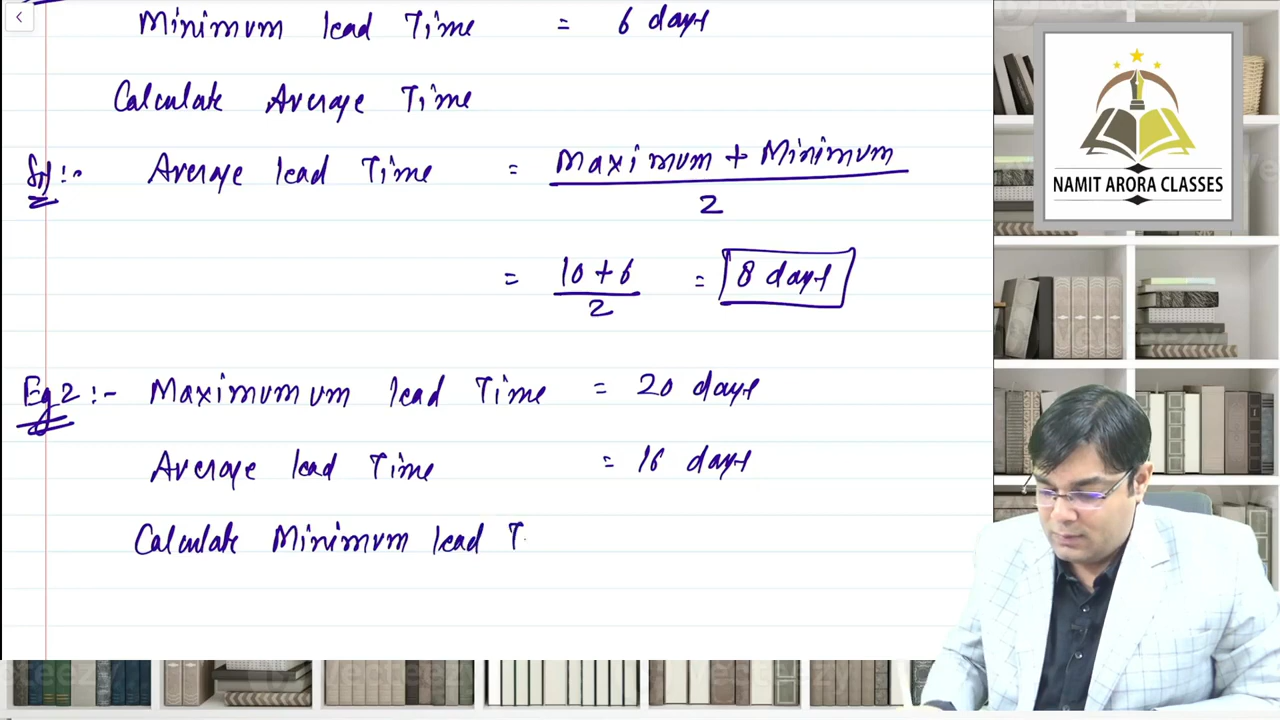 Minimum lead Time = 6 days
Calculate Average Time
Sol :- Average lead Time = Maximum + Minimum
2
= 10 + 6 = 8 days
2
Eg 2 :- Maximumum lead Time = 20 days
Average lead Time = 16 days
Calculate Minimum lead T
NAMIT ARORA CLASSES
vecteezy
vecteezy